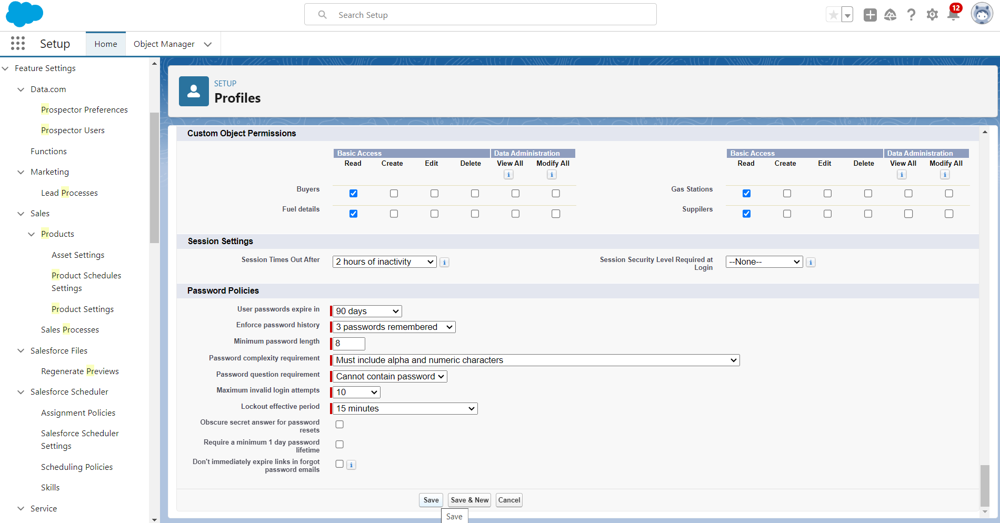 Search Setup
12
Setup
Home
Object Manager
Feature Settings
Data.com
Prospector Preferences
Prospector Users
Functions
Marketing
Lead Processes
Sales
Products
Asset Settings
Product Schedules
Settings
Product Settings
Sales Processes
Salesforce Files
Regenerate Previews
Salesforce Scheduler
Assignment Policies
Salesforce Scheduler
Settings
Scheduling Policies
Skills
Service
SETUP
Profiles
Custom Object Permissions
Basic Access Data Administration Basic Access Data Administration
Read Create Edit Delete View All Modify All Read Create Edit Delete View All Modify All
i i i i
Buyers Gas Stations
Fuel details Suppilers
Session Settings
Session Times Out After 2 hours of inactivity i Session Security Level Required at
Login --None-- i
Password Policies
User passwords expire in 90 days
Enforce password history 3 passwords remembered
Minimum password length 8
Password complexity requirement Must include alpha and numeric characters
Password question requirement Cannot contain password
Maximum invalid login attempts 10
Lockout effective period 15 minutes
Obscure secret answer for password
resets
Require a minimum 1 day password
lifetime
Don't immediately expire links in forgot
password emails i
Save Save & New Cancel
Save